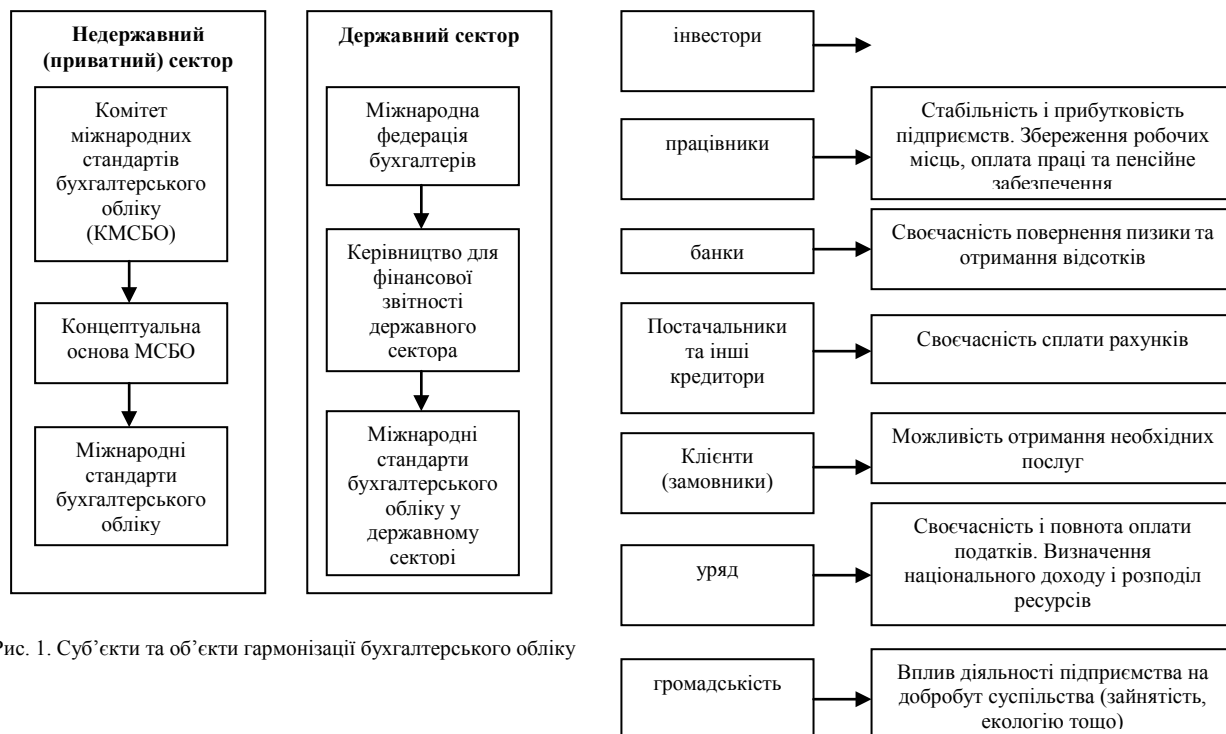 Недержавний
(приватний) сектор
Комітет
міжнародних
стандартів
бухгалтерського
обліку
(КМСБО)
Концептуальна
основа МСБО
Міжнародні
стандарти
бухгалтерського
обліку
Державний сектор
Міжнародна
федерація
бухгалтерів
Керівництво для
фінансової
звітності
державного
сектора
Міжнародні
стандарти
бухгалтерського
обліку у
державному
секторі
Рис. 1. Суб’єкти та об’єкти гармонізації бухгалтерського обліку
інвестори
працівники
Стабільність і прибутковість
підприємств. Збереження робочих
місць, оплата праці та пенсійне
забезпечення
банки
Своєчасність повернення пизики та
отримання відсотків
Постачальники
та інші
кредитори
Своєчасність сплати рахунків
Клієнти
(замовники)
Можливість отримання необхідних
послуг
уряд
Своєчасність і повнота оплати
податків. Визначення
національного доходу і розподіл
ресурсів
громадськість
Вплив діяльності підприємства на
добробут суспільства (зайнятість,
екологію тощо)